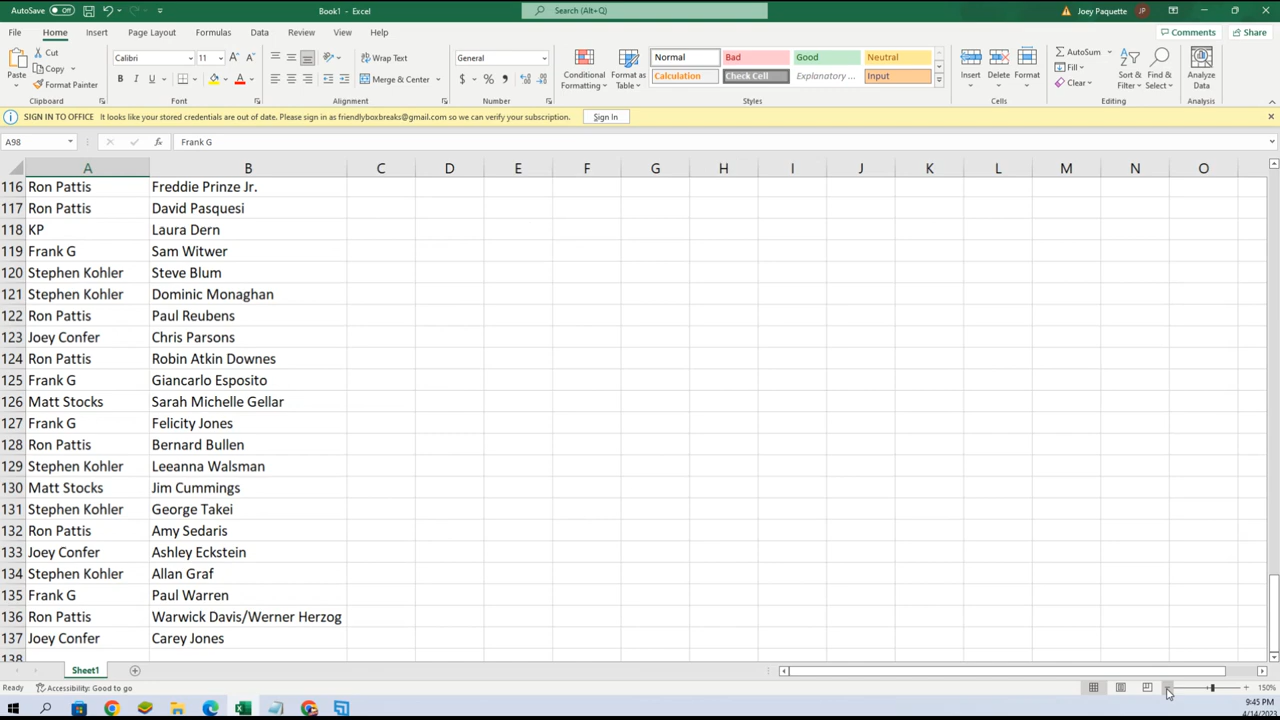 AutoSave Off Book1 - Excel Search (Alt+Q) Joey Paquette JP
File Home Insert Page Layout Formulas Data Review View Help Comments Share
Paste Cut Copy Format Painter Clipboard
Calibri 11 A A B I U A Font
Wrap Text Merge & Center Alignment
General $ % , Number
Conditional Formatting Format as Table Normal Bad Good Neutral Calculation Check Cell Explanatory ... Input Styles
Insert Delete Format Cells
AutoSum Fill Clear Sort & Filter Find & Select Editing
Analyze Data Analysis
SIGN IN TO OFFICE It looks like your stored credentials are out of date. Please sign in as friendlyboxbreaks@gmail.com so we can verify your subscription. Sign In
A98 fx Frank G
A B C D E F G H I J K L M N O
116 Ron Pattis Freddie Prinze Jr.
117 Ron Pattis David Pasquesi
118 KP Laura Dern
119 Frank G Sam Witwer
120 Stephen Kohler Steve Blum
121 Stephen Kohler Dominic Monaghan
122 Ron Pattis Paul Reubens
123 Joey Confer Chris Parsons
124 Ron Pattis Robin Atkin Downes
125 Frank G Giancarlo Esposito
126 Matt Stocks Sarah Michelle Gellar
127 Frank G Felicity Jones
128 Ron Pattis Bernard Bullen
129 Stephen Kohler Leeanna Walsman
130 Matt Stocks Jim Cummings
131 Stephen Kohler George Takei
132 Ron Pattis Amy Sedaris
133 Joey Confer Ashley Eckstein
134 Stephen Kohler Allan Graf
135 Frank G Paul Warren
136 Ron Pattis Warwick Davis/Werner Herzog
137 Joey Confer Carey Jones
138
Sheet1
Ready Accessibility: Good to go 150%
9:45 PM
4/14/2023